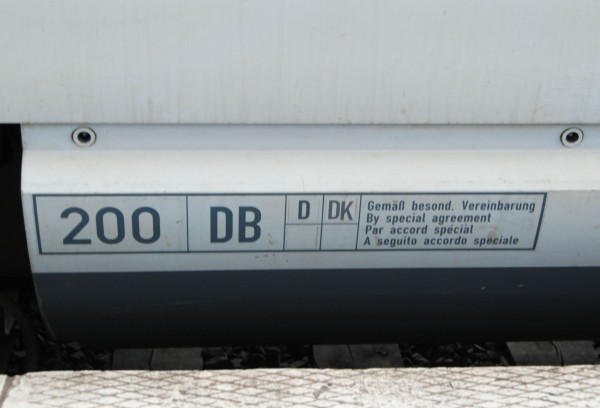 200 DB D DK
Gemäß besond. Vereinbarung
By special agreement
Par accord spécial
A seguito accordo speciale